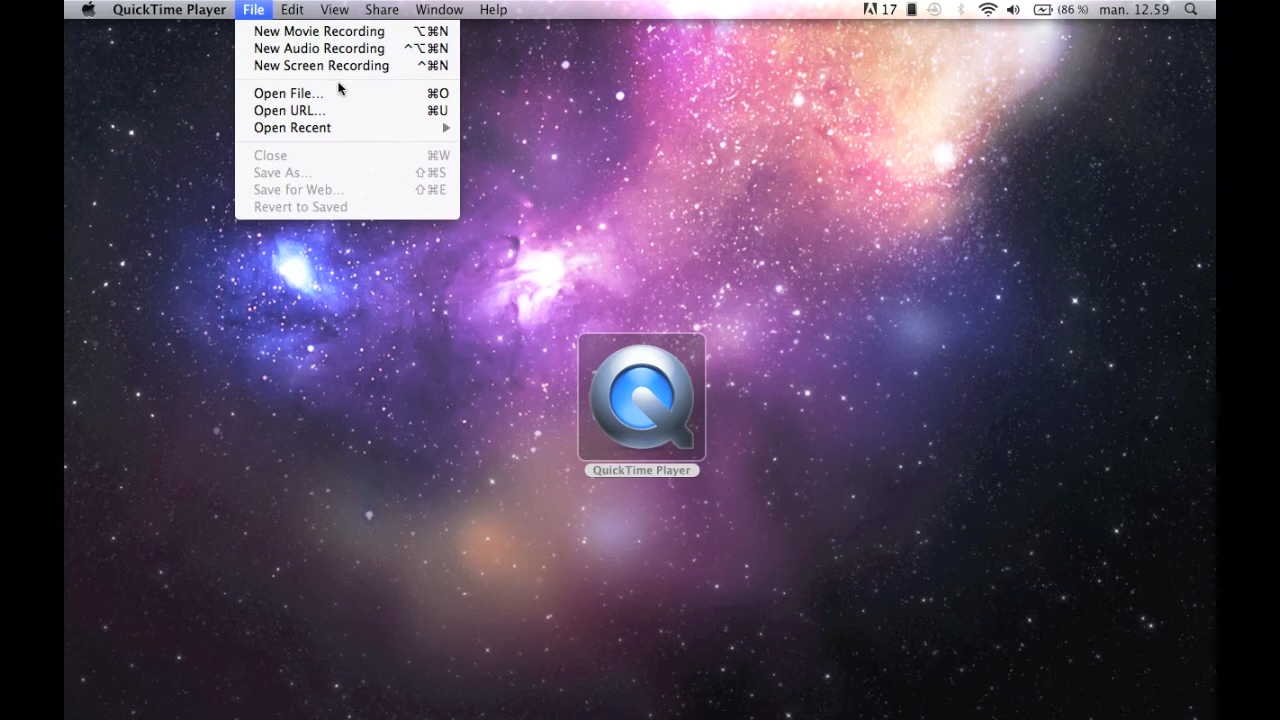 QuickTime Player File Edit View Share Window Help 17 (86 %) man. 12.59
New Movie Recording ⌥⌘N
New Audio Recording ^⌥⌘N
New Screen Recording ^⌘N
Open File... ⌘O
Open URL... ⌘U
Open Recent
Close ⌘W
Save As... ⇧⌘S
Save for Web... ⇧⌘E
Revert to Saved
QuickTime Player